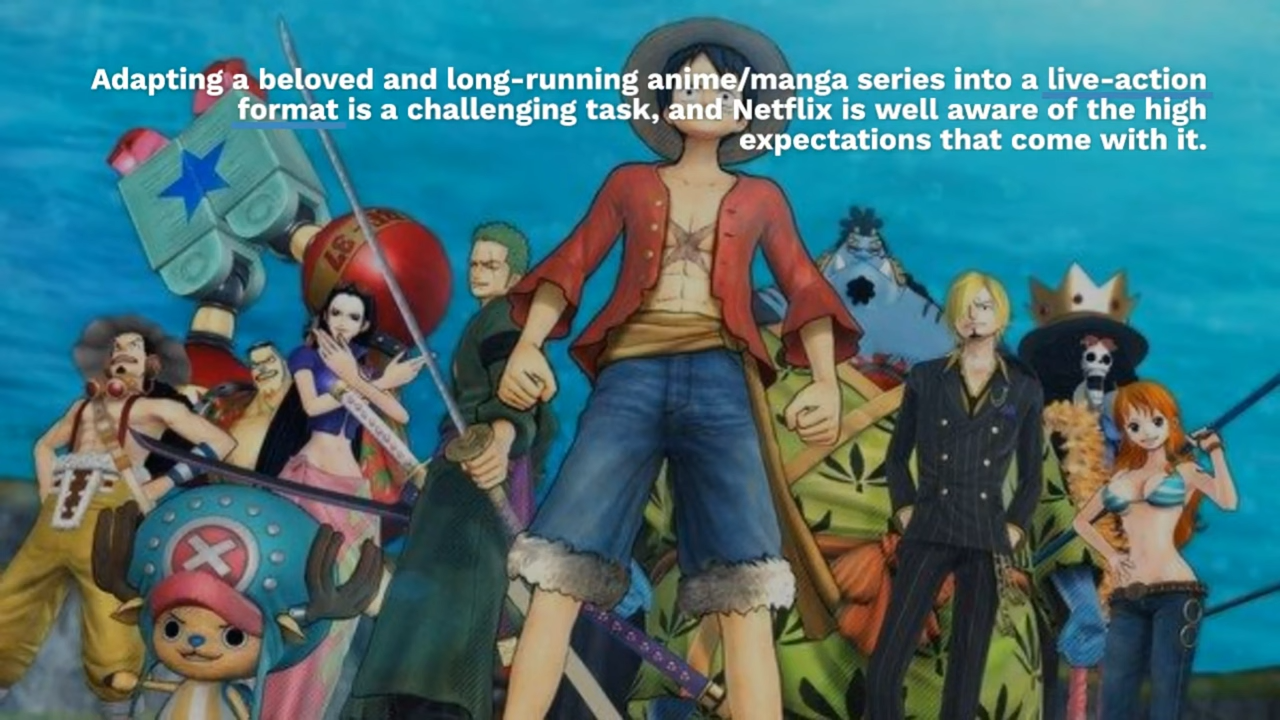 Adapting a beloved and long-running anime/manga series into a live-action
format is a challenging task, and Netflix is well aware of the high
expectations that come with it.